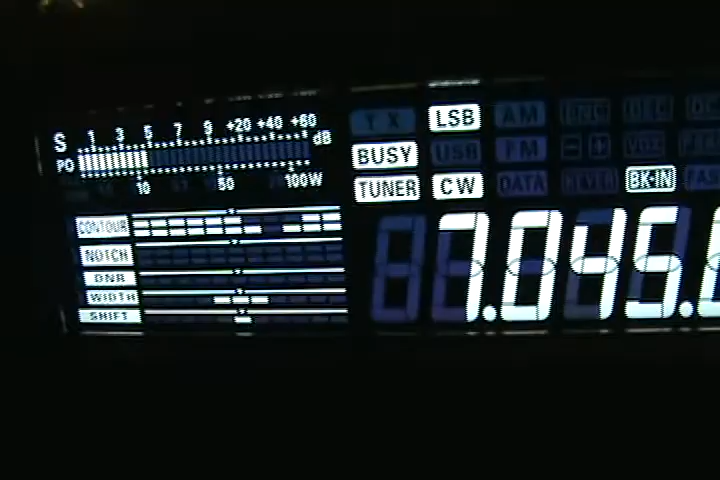 S 1 3 5 7 9 +20 +40 +60 dB
PO
10 50 100W
TX LSB AM
BUSY USB FM
TUNER CW DATA BK-IN FAS
CONTOUR
NOTCH
DNR
WIDTH
SHIFT
7.045.